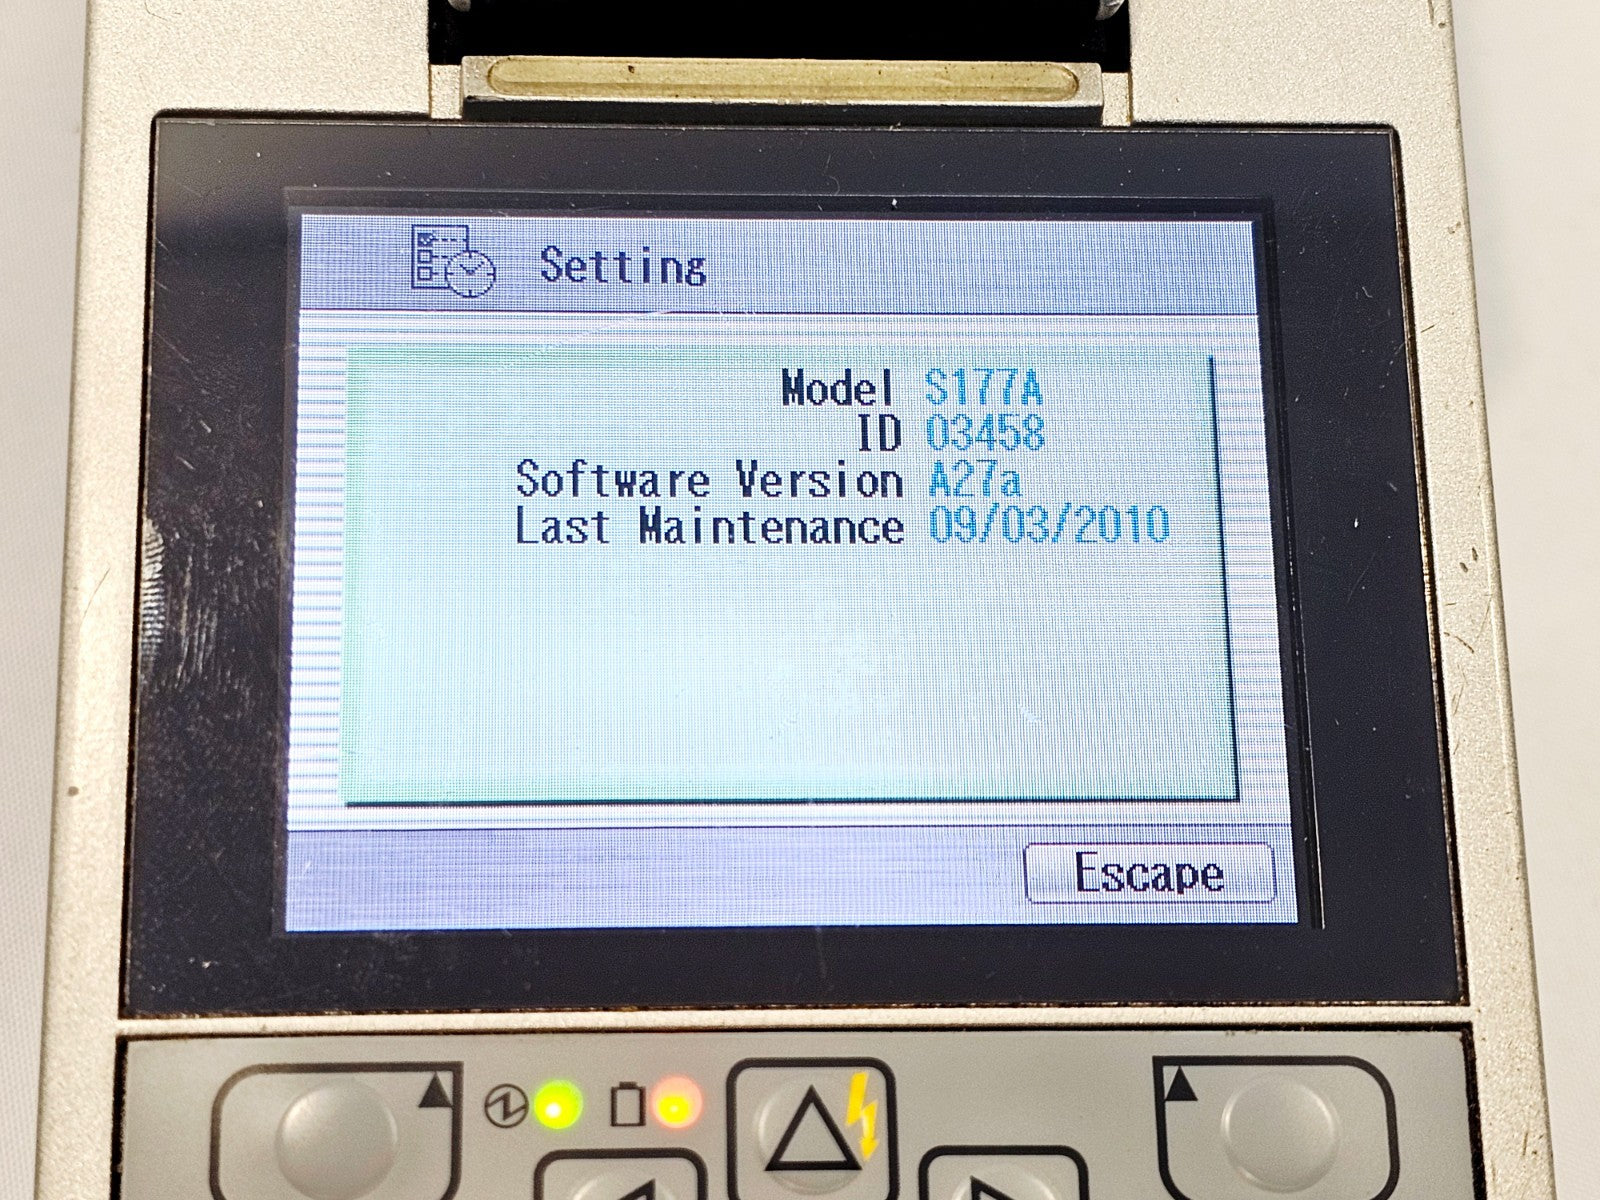 Setting
Model S177A
ID 03458
Software Version A27a
Last Maintenance 09/03/2010
Escape